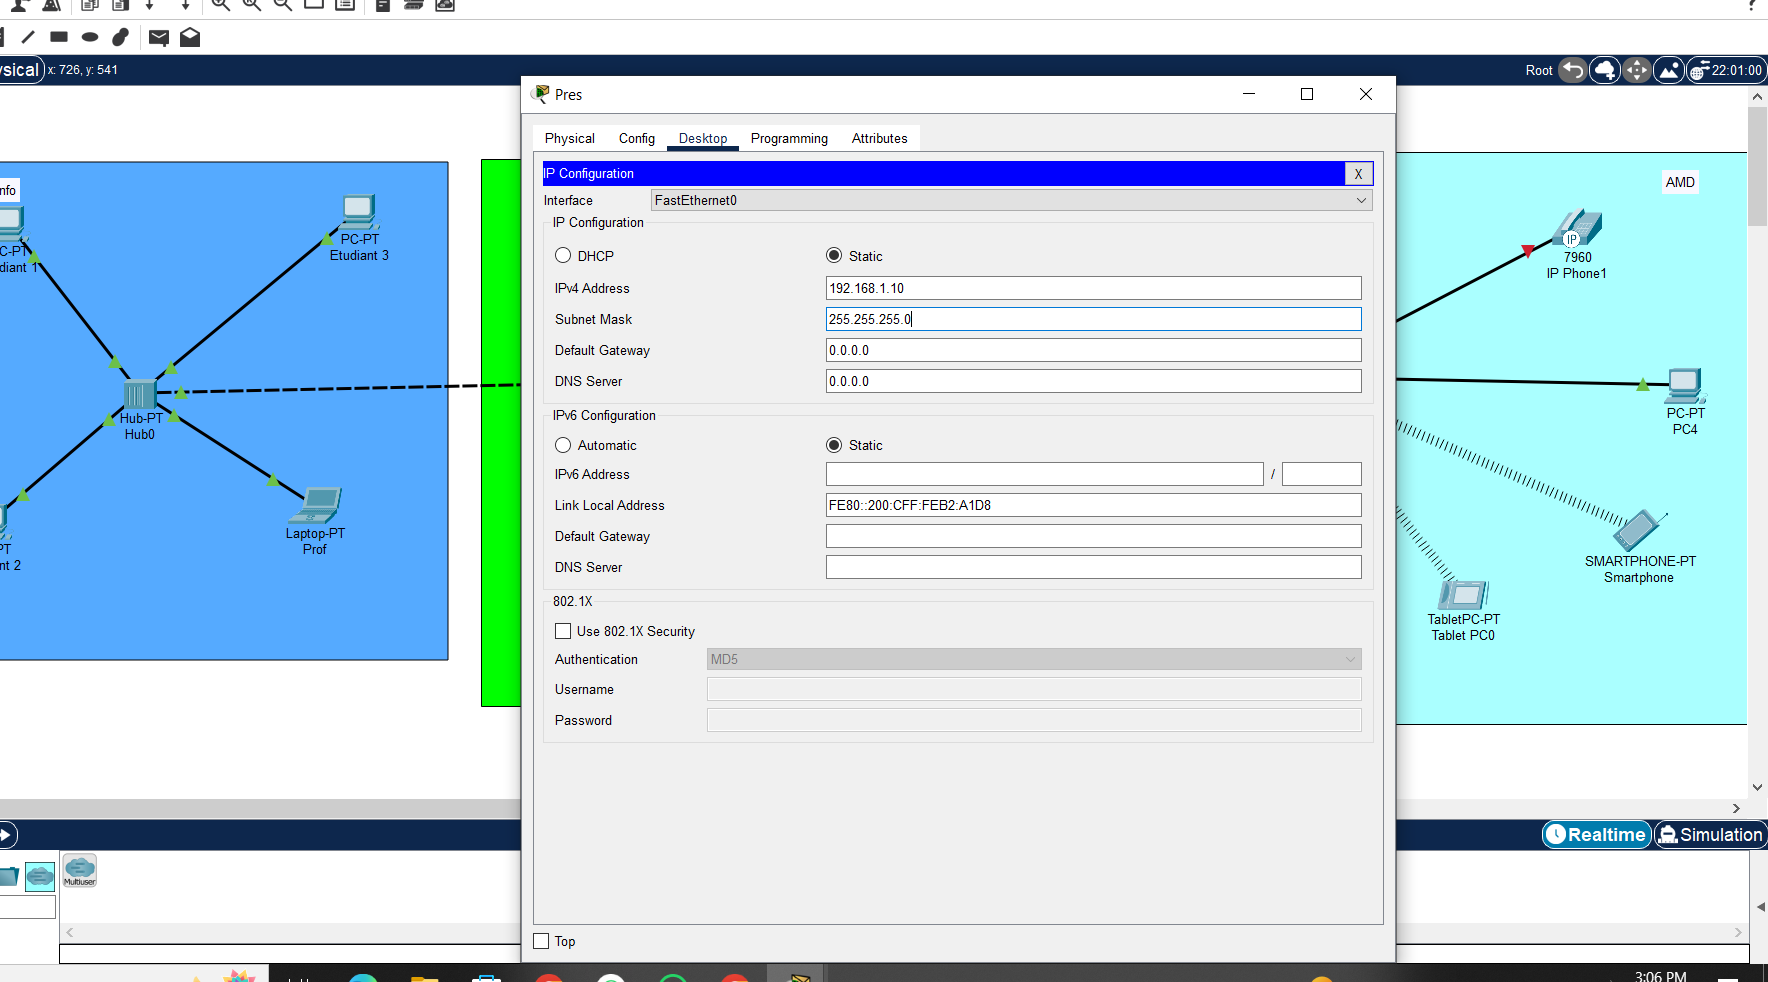 ?
ysical
x: 726, y: 541
Root
22:01:00
Pres
Physical
Config
Desktop
Programming
Attributes
IP Configuration
X
Interface
FastEthernet0
IP Configuration
DHCP
Static
IPv4 Address
192.168.1.10
Subnet Mask
255.255.255.0
Default Gateway
0.0.0.0
DNS Server
0.0.0.0
IPv6 Configuration
Automatic
Static
IPv6 Address
/
Link Local Address
FE80::200:CFF:FEB2:A1D8
Default Gateway
DNS Server
802.1X
Use 802.1X Security
Authentication
MD5
Username
Password
Top
nfo
C-PT
diant 1
PC-PT
Etudiant 3
Hub-PT
Hub0
PT
nt 2
Laptop-PT
Prof
AMD
IP
7960
IP Phone1
PC-PT
PC4
SMARTPHONE-PT
Smartphone
TabletPC-PT
Tablet PC0
Realtime
Simulation
Multiuser
3:06 PM